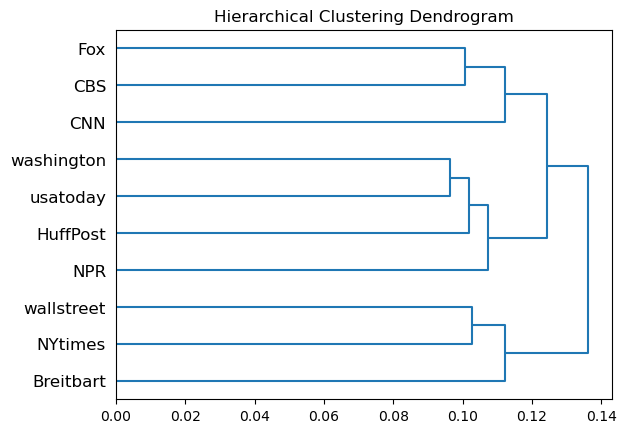 Hierarchical Clustering Dendrogram
Fox
CBS
CNN
washington
usatoday
HuffPost
NPR
wallstreet
NYtimes
Breitbart
0.00 0.02 0.04 0.06 0.08 0.10 0.12 0.14